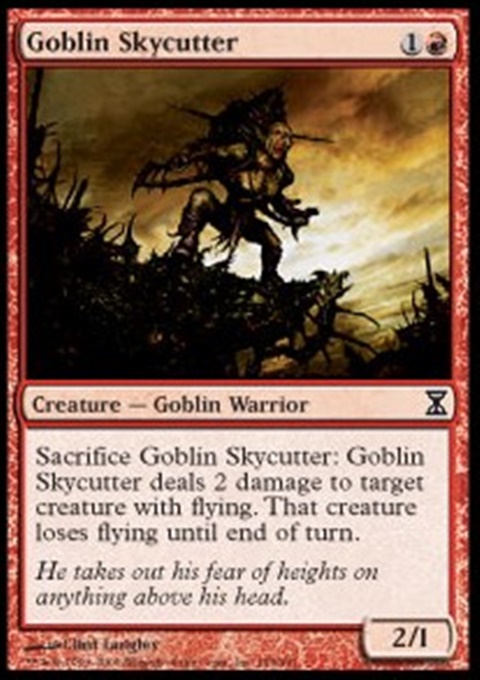 Goblin Skycutter 1
Creature — Goblin Warrior
Sacrifice Goblin Skycutter: Goblin
Skycutter deals 2 damage to target
creature with flying. That creature
loses flying until end of turn.
He takes out his fear of heights on
anything above his head.
2/1